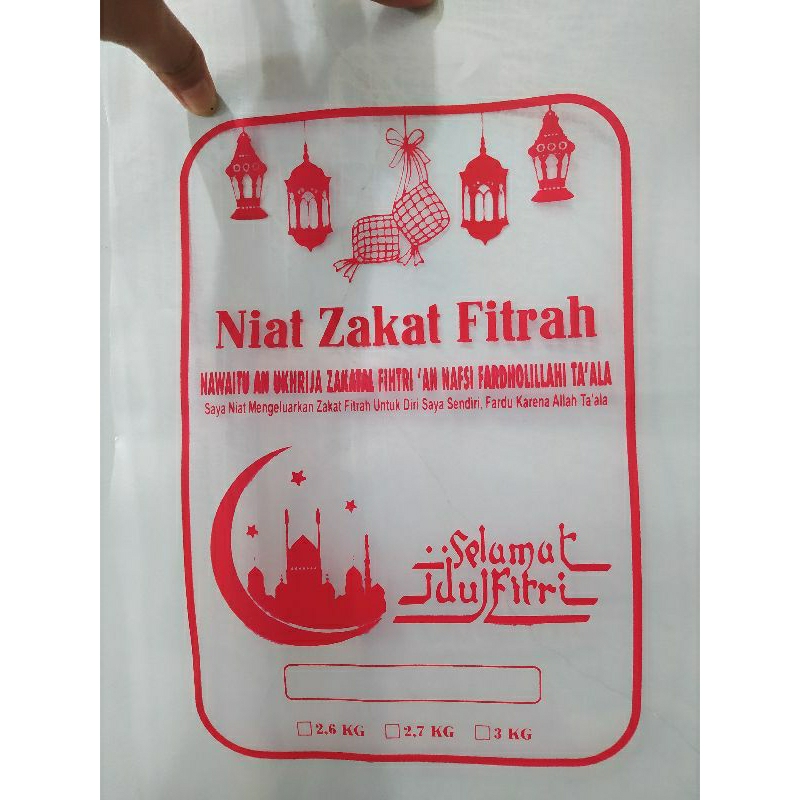 Niat Zakat Fitrah
NAWAITU AN UKHRIJA ZAKATAL FIHTRI 'AN NAFSI FARDHOLILLAHI TA'ALA
Saya Niat Mengeluarkan Zakat Fitrah Untuk Diri Saya Sendiri, Fardu Karena Allah Ta'ala
Selamat
Idul Fitri
2,6 KG 2,7 KG 3 KG